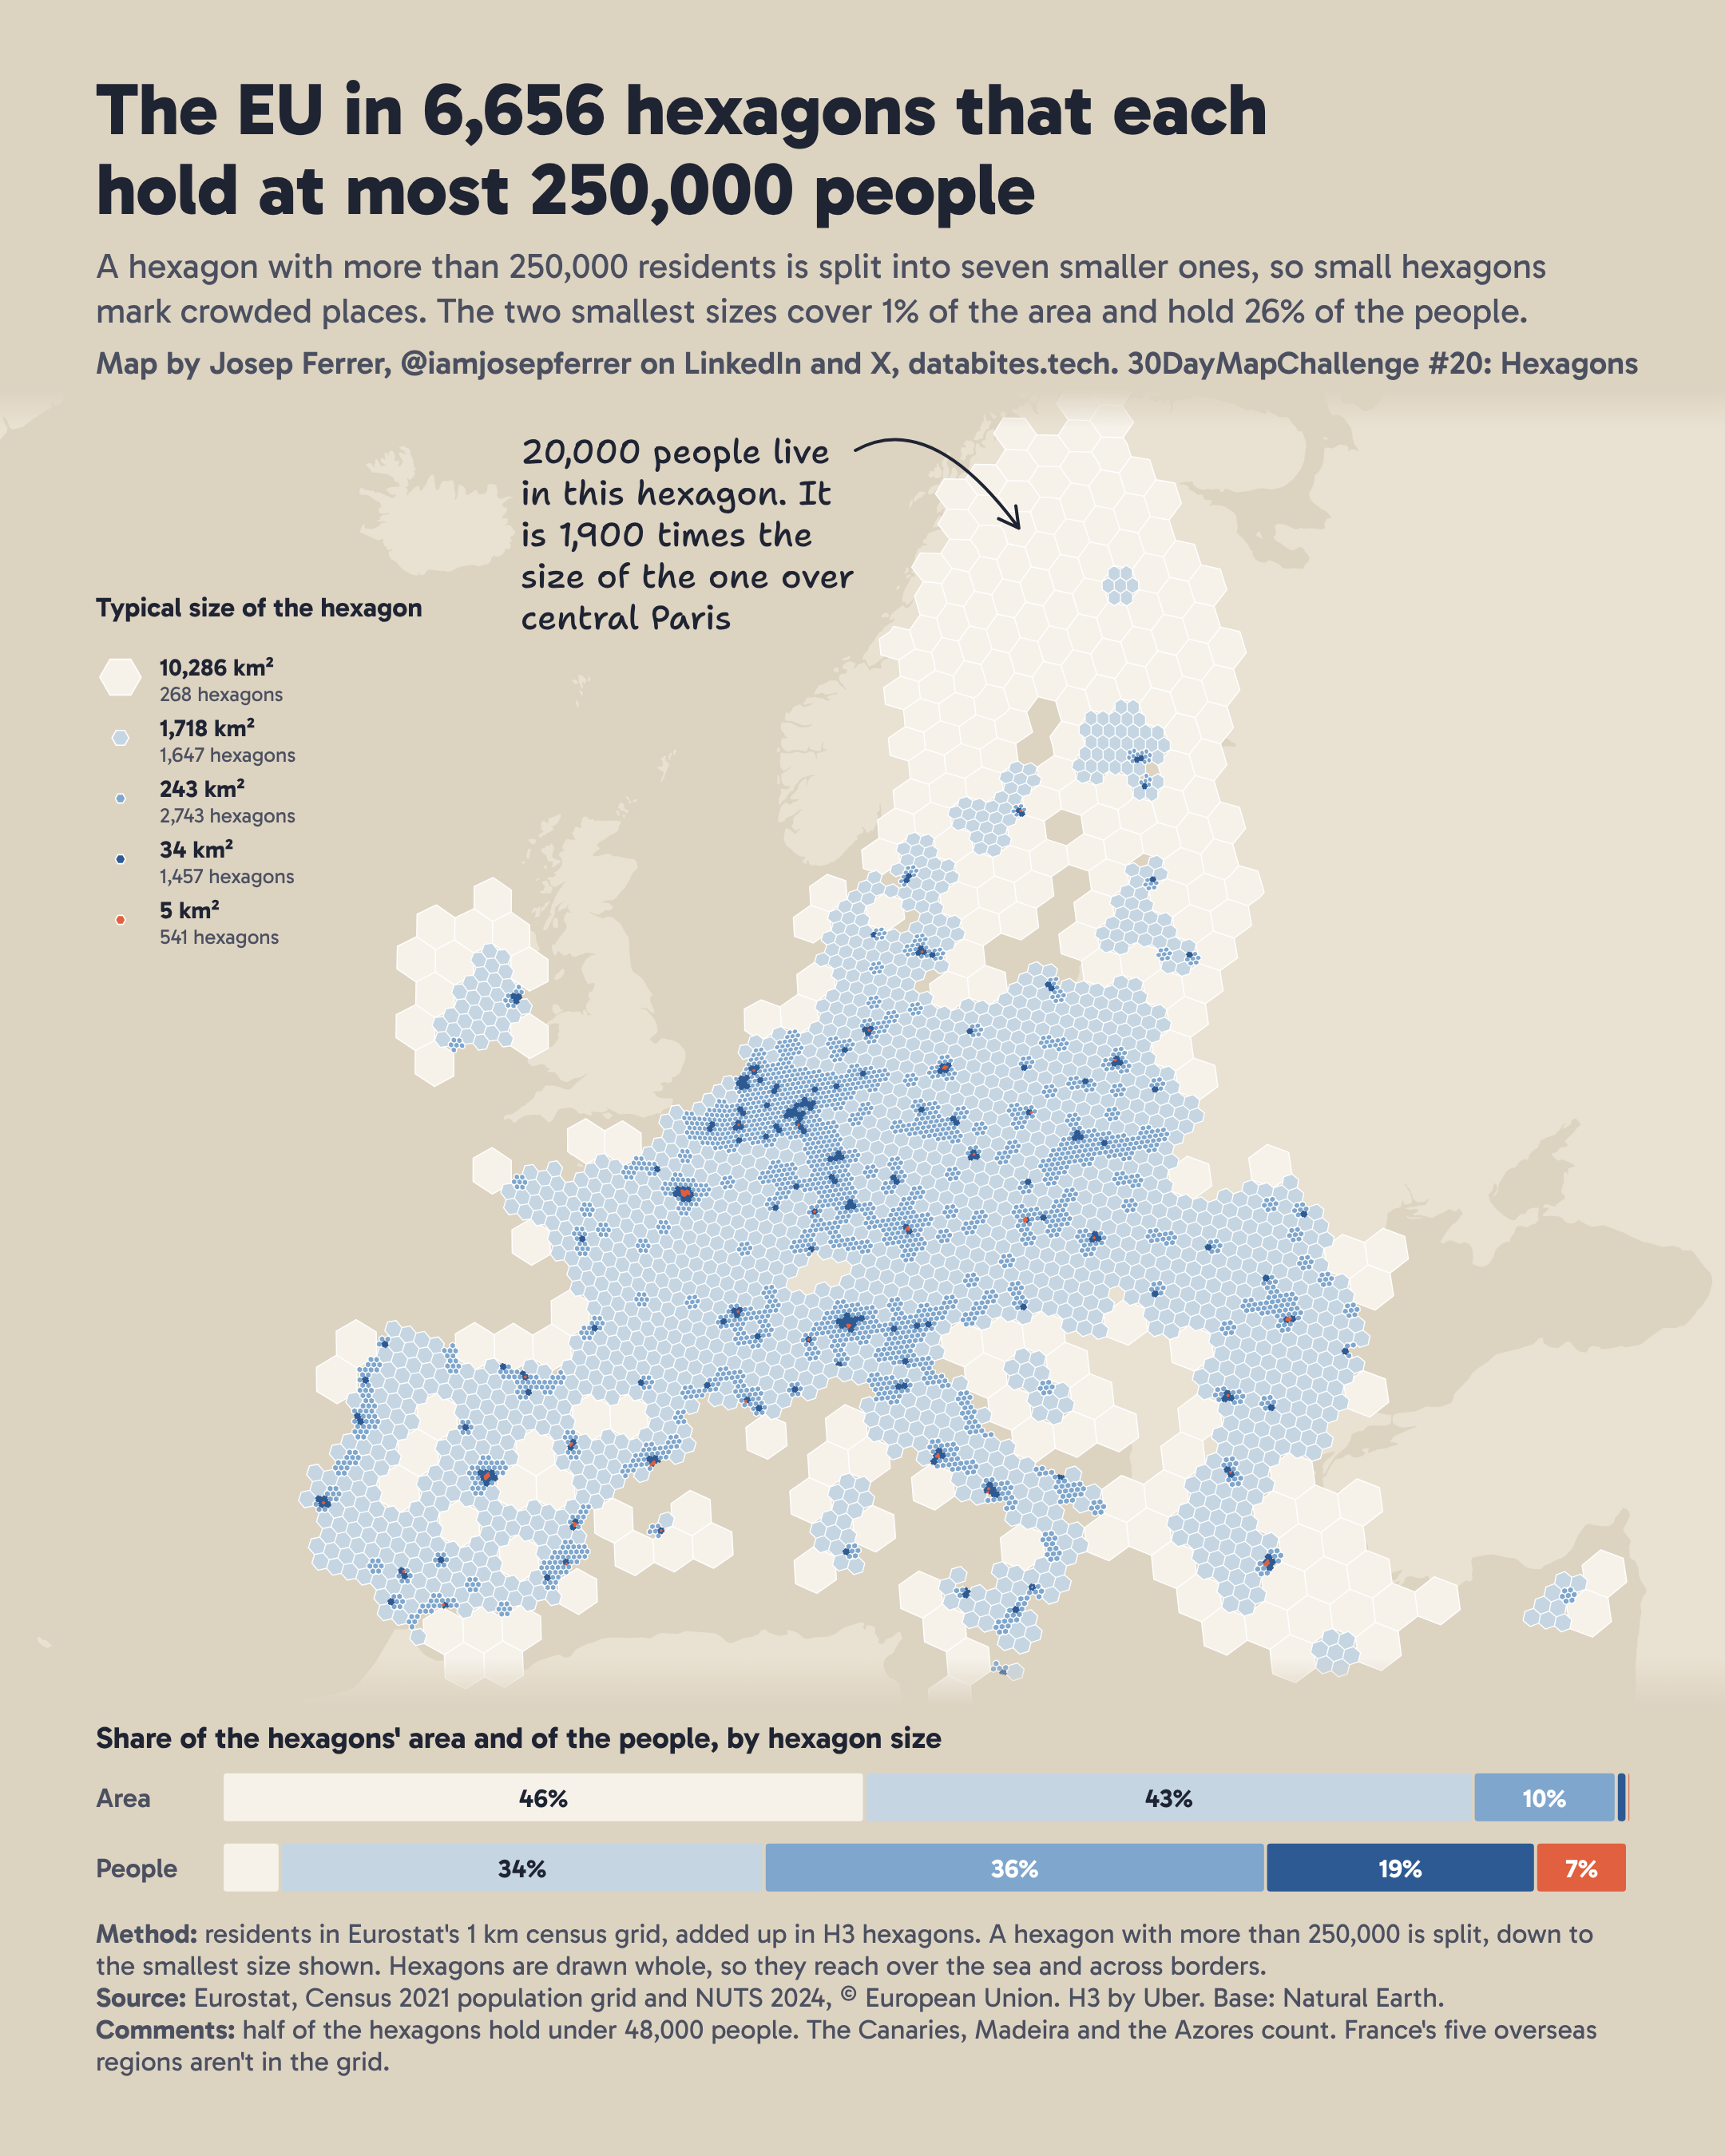 The EU in 6,656 hexagons that each
hold at most 250,000 people
A hexagon with more than 250,000 residents is split into seven smaller ones, so small hexagons
mark crowded places. The two smallest sizes cover 1% of the area and hold 26% of the people.
Map by Josep Ferrer, @iamjosepferrer on LinkedIn and X, databites.tech. 30DayMapChallenge #20: Hexagons
20,000 people live
in this hexagon. It
is 1,900 times the
size of the one over
central Paris
Typical size of the hexagon
10,286 km²
268 hexagons
1,718 km²
1,647 hexagons
243 km²
2,743 hexagons
34 km²
1,457 hexagons
5 km²
541 hexagons
Share of the hexagons' area and of the people, by hexagon size
Area 46% 43% 10%
People 34% 36% 19% 7%
Method: residents in Eurostat's 1 km census grid, added up in H3 hexagons. A hexagon with more than 250,000 is split, down to
the smallest size shown. Hexagons are drawn whole, so they reach over the sea and across borders.
Source: Eurostat, Census 2021 population grid and NUTS 2024, © European Union. H3 by Uber. Base: Natural Earth.
Comments: half of the hexagons hold under 48,000 people. The Canaries, Madeira and the Azores count. France's five overseas
regions aren't in the grid.